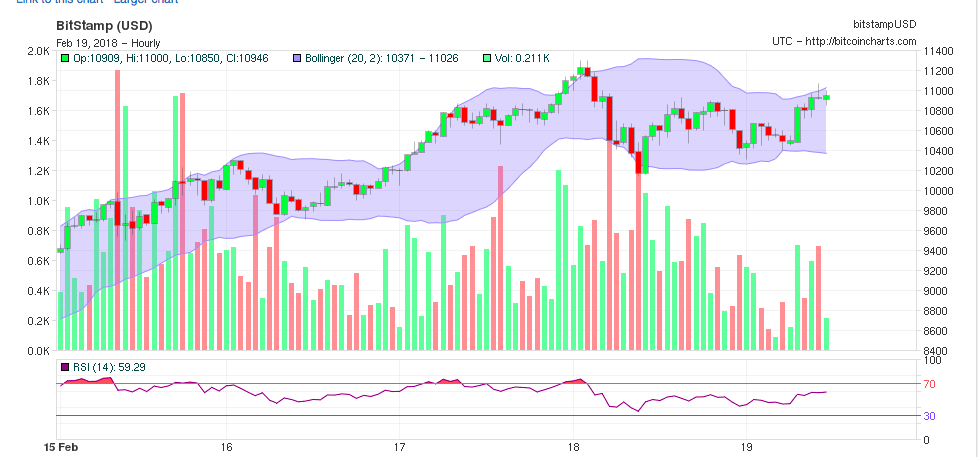 Link to this chart Larger chart
BitStamp (USD)
bitstampUSD
Feb 19, 2018 - Hourly
UTC - http://bitcoincharts.com
Op:10909, Hi:11000, Lo:10850, Cl:10946 Bollinger (20, 2): 10371 - 11026 Vol: 0.211K
2.0K 11400
1.8K 11200
11000
1.6K 10800
10600
1.4K 10400
1.2K 10200
10000
1.0K 9800
0.8K 9600
9400
0.6K 9200
0.4K 9000
8800
0.2K 8600
0.0K 8400
RSI (14): 59.29
100
70
30
0
15 Feb 16 17 18 19